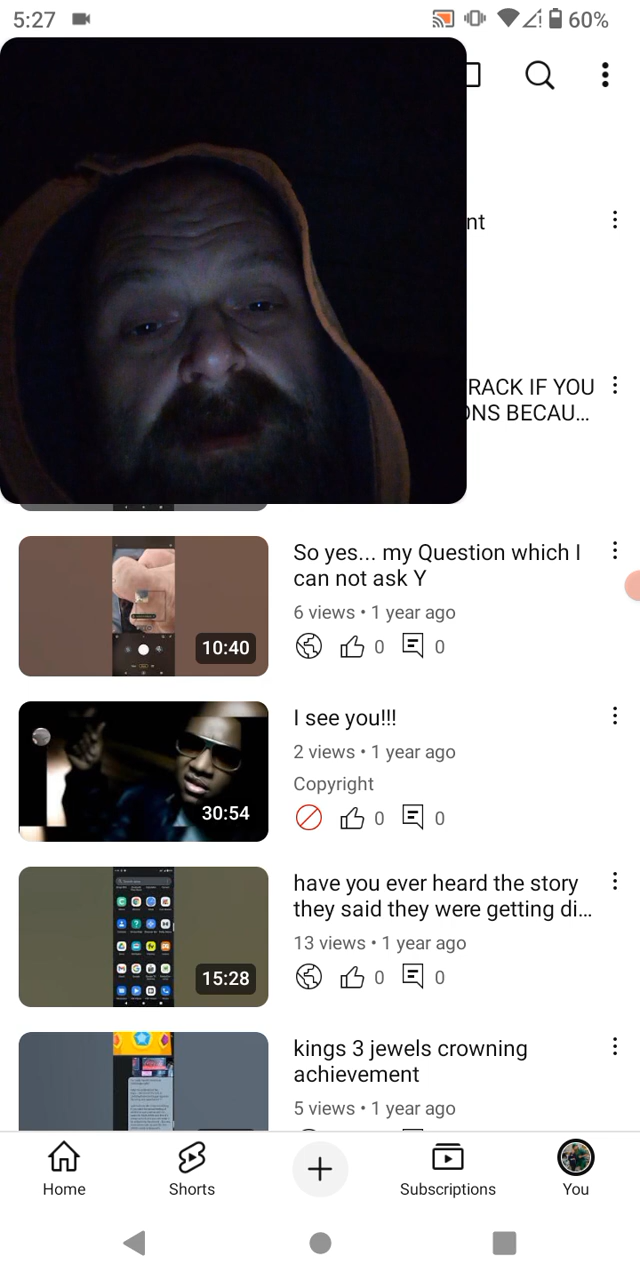 5:27
60%
nt
RACK IF YOU
ONS BECAU…
So yes... my Question which I
can not ask Y
10:40
6 views • 1 year ago
0 0
I see you!!!
2 views • 1 year ago
Copyright
30:54
0 0
have you ever heard the story
they said they were getting di…
13 views • 1 year ago
15:28
0 0
kings 3 jewels crowning
achievement
5 views • 1 year ago
Home Shorts Subscriptions You